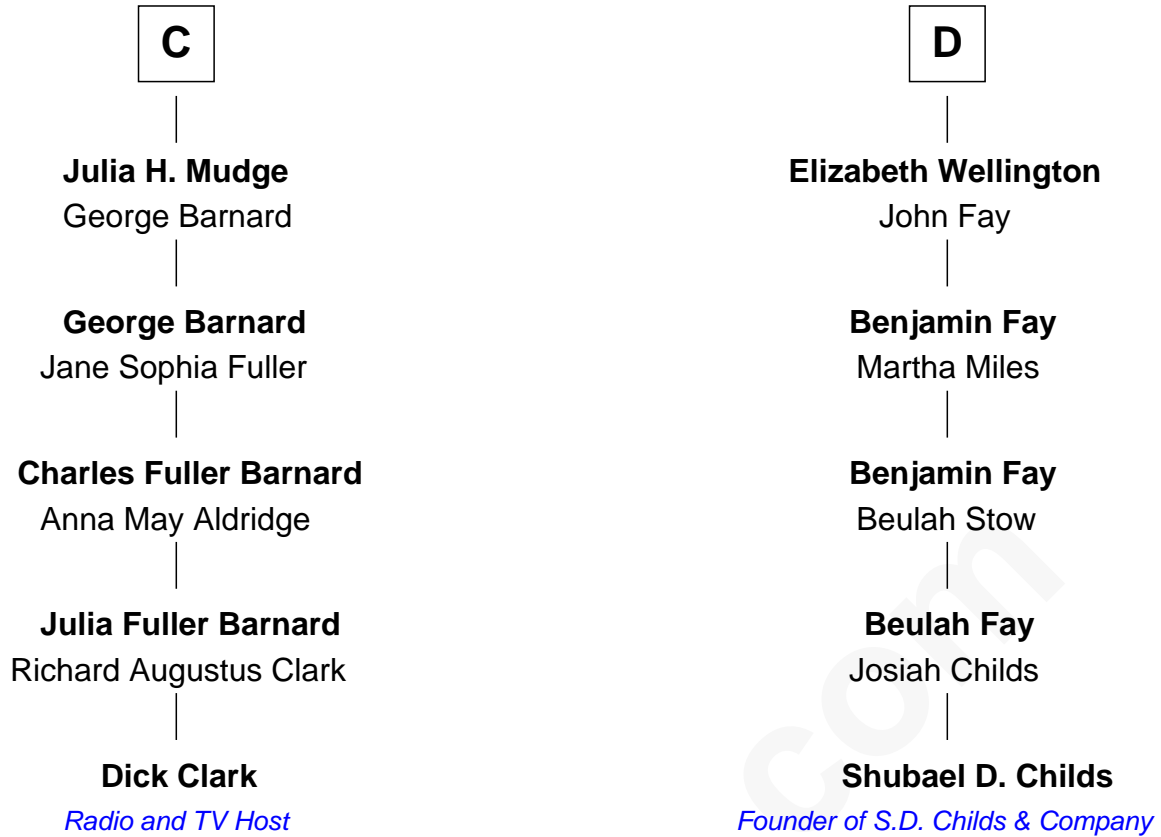 C
Julia H. Mudge
George Barnard
George Barnard
Jane Sophia Fuller
Charles Fuller Barnard
Anna May Aldridge
Julia Fuller Barnard
Richard Augustus Clark
Dick Clark
Radio and TV Host
D
Elizabeth Wellington
John Fay
Benjamin Fay
Martha Miles
Benjamin Fay
Beulah Stow
Beulah Fay
Josiah Childs
Shubael D. Childs
Founder of S.D. Childs & Company
com